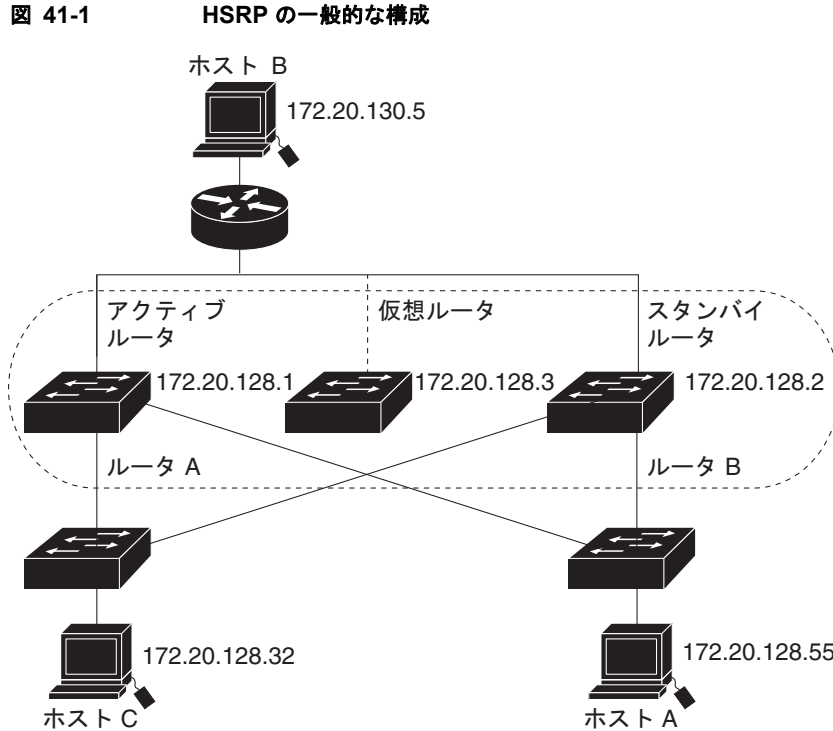 図 41-1 HSRP の一般的な構成
ホスト B
172.20.130.5
アクティブ
ルータ
仮想ルータ
スタンバイ
ルータ
172.20.128.1
172.20.128.3
172.20.128.2
ルータ A
ルータ B
172.20.128.32
172.20.128.55
ホスト C
ホスト A